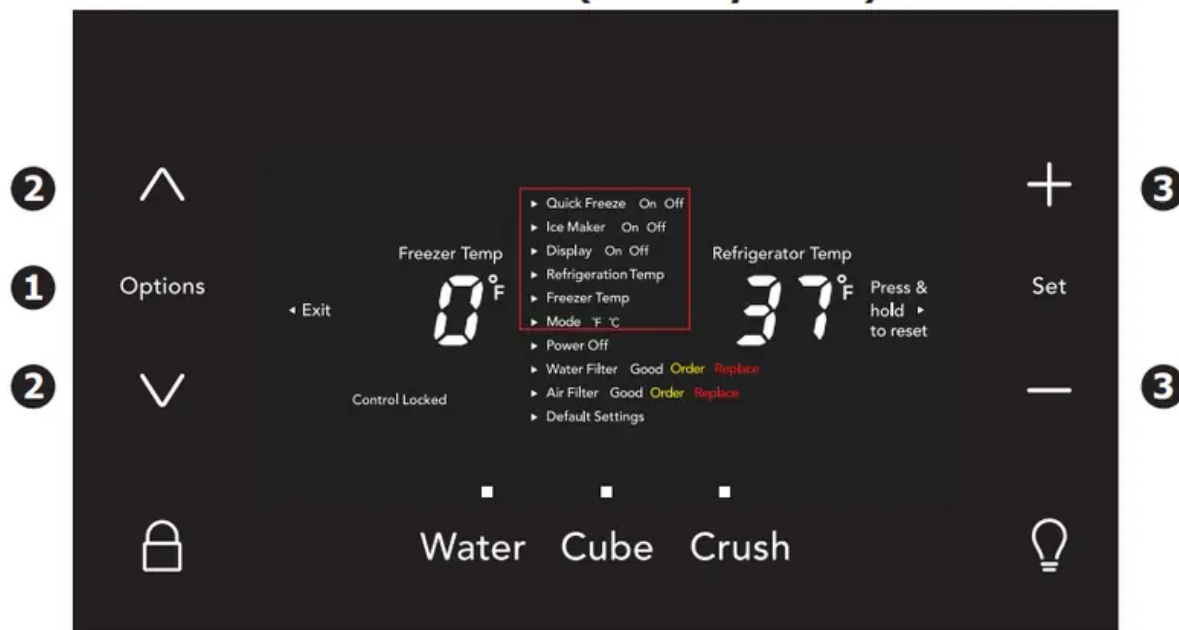 2
1
2
Options
Exit
Freezer Temp
0°F
Control Locked
Quick Freeze On Off
Ice Maker On Off
Display On Off
Refrigeration Temp
Freezer Temp
Mode °F °C
Power Off
Water Filter Good Order Replace
Air Filter Good Order Replace
Default Settings
Refrigerator Temp
37°F
Press &
hold
to reset
Set
3
3
Water Cube Crush